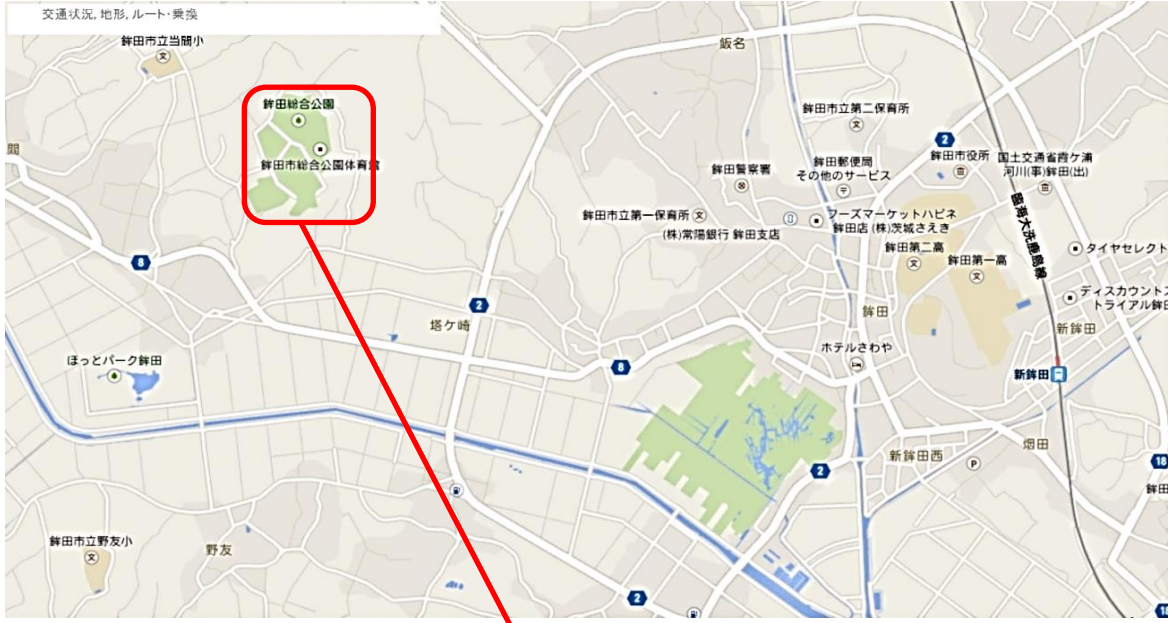 交通状況, 地形, ルート・乗換
鉾田市立当間小
飯名
鉾田総合公園
鉾田市総合公園体育館
間
鉾田市立第二保育所
2
鉾田警察署
鉾田郵便局
その他のサービス
鉾田市役所
国土交通省霞ケ浦
河川(事)鉾田(出)
鉾田市立第一保育所
(株)常陽銀行 鉾田支店
フーズマーケットハピネ
鉾田店 (株)茨城さえき
鉾田第二高
鉾田第一高
臨海大洗鹿島線
タイヤセレクト
8
2
ディスカウントス
トライアル鉾田
塔ケ崎
鉾田
新鉾田
ほっとパーク鉾田
8
ホテルさわや
新鉾田
2
新鉾田西
P
烟田
18
鉾田
鉾田市立野友小
野友
2
18